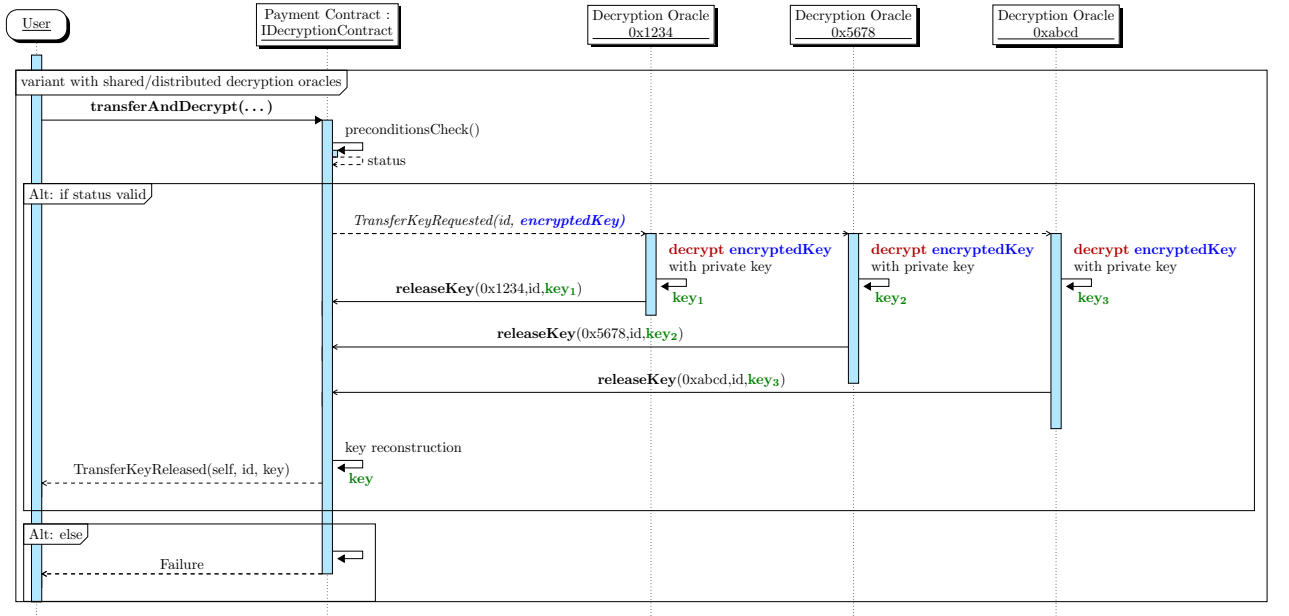 User
Payment Contract :
IDecryptionContract
Decryption Oracle
0x1234
Decryption Oracle
0x5678
Decryption Oracle
0xabcd
variant with shared/distributed decryption oracles
transferAndDecrypt(...)
preconditionsCheck()
status
Alt: if status valid
TransferKeyRequested(id, encryptedKey)
decrypt encryptedKey
with private key
key1
decrypt encryptedKey
with private key
key2
decrypt encryptedKey
with private key
key3
releaseKey(0x1234,id,key1)
releaseKey(0x5678,id,key2)
releaseKey(0xabcd,id,key3)
key reconstruction
key
TransferKeyReleased(self, id, key)
Alt: else
Failure